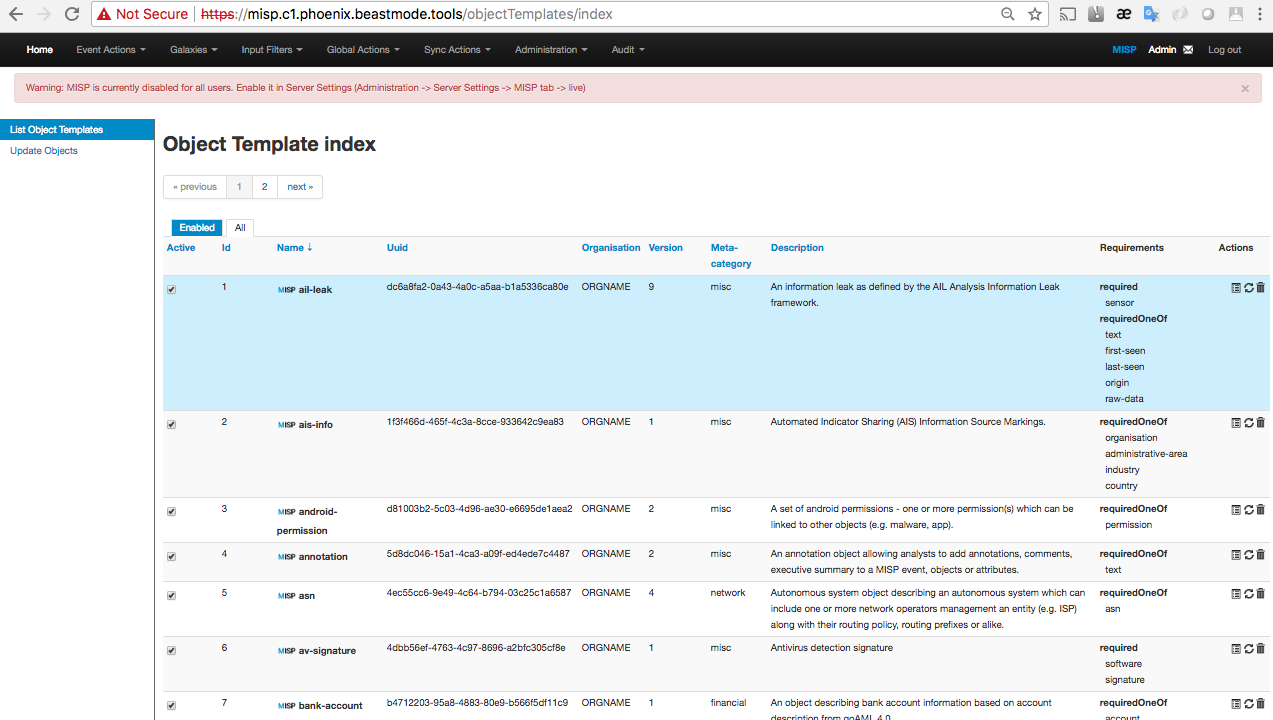 Not Secure | https://misp.c1.phoenix.beastmode.tools/objectTemplates/index
Home Event Actions Galaxies Input Filters Global Actions Sync Actions Administration Audit MISP Admin Log out
Warning: MISP is currently disabled for all users. Enable it in Server Settings (Administration -> Server Settings -> MISP tab -> live) ×
List Object Templates
Update Objects
Object Template index
« previous 1 2 next »
Enabled All
Active Id Name ↓ Uuid Organisation Version Meta-category Description Requirements Actions
1 MISP ail-leak dc6a8fa2-0a43-4a0c-a5aa-b1a5336ca80e ORGNAME 9 misc An information leak as defined by the AIL Analysis Information Leak required
framework. sensor
requiredOneOf
text
first-seen
last-seen
origin
raw-data
2 MISP ais-info 1f3f466d-465f-4c3a-8cce-933642c9ea83 ORGNAME 1 misc Automated Indicator Sharing (AIS) Information Source Markings. requiredOneOf
organisation
administrative-area
industry
country
3 MISP android- d81003b2-5c03-4d96-ae30-e6695de1aea2 ORGNAME 2 misc A set of android permissions - one or more permission(s) which can be requiredOneOf
permission linked to other objects (e.g. malware, app). permission
4 MISP annotation 5d8dc046-15a1-4ca3-a09f-ed4ede7c4487 ORGNAME 2 misc An annotation object allowing analysts to add annotations, comments, requiredOneOf
executive summary to a MISP event, objects or attributes. text
5 MISP asn 4ec55cc6-9e49-4c64-b794-03c25c1a6587 ORGNAME 4 network Autonomous system object describing an autonomous system which can requiredOneOf
include one or more network operators management an entity (e.g. ISP) asn
along with their routing policy, routing prefixes or alike.
6 MISP av-signature 4dbb56ef-4763-4c97-8696-a2bfc305cf8e ORGNAME 1 misc Antivirus detection signature required
software
signature
7 MISP bank-account b4712203-95a8-4883-80e9-b566f5df11c9 ORGNAME 1 financial An object describing bank account information based on account requiredOneOf
description from goAML 4.0 account